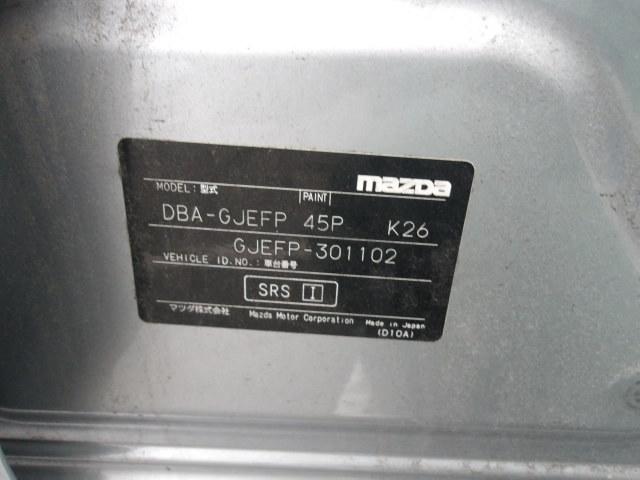 mazda
MODEL:型式 PAINT
DBA-GJEFP 45P K26
GJEFP-301102
VEHICLE ID.NO.:車台番号
SRS I
マツダ株式会社 Mazda Motor Corporation Made in Japan
(D10A)